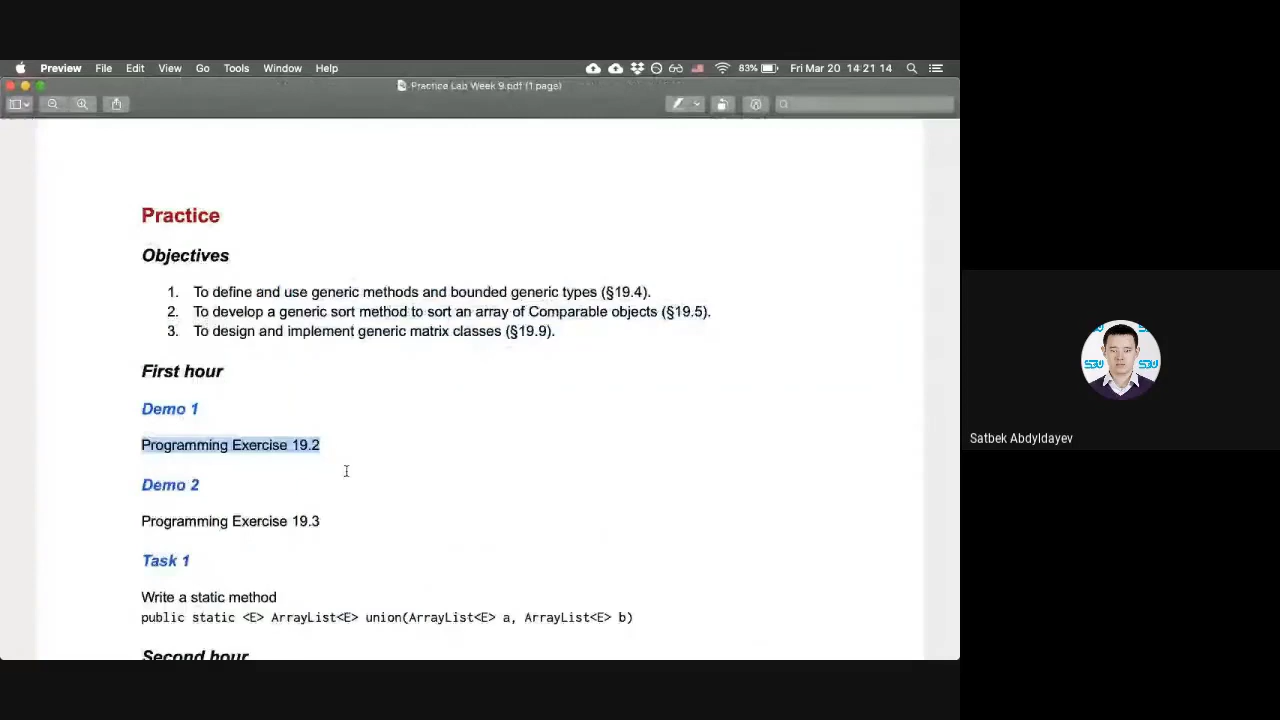 Preview File Edit View Go Tools Window Help 83% Fri Mar 20 14 21 14
Practice Lab Week 9.pdf (1 page)
Practice
Objectives
1. To define and use generic methods and bounded generic types (§19.4).
2. To develop a generic sort method to sort an array of Comparable objects (§19.5).
3. To design and implement generic matrix classes (§19.9).
First hour
Demo 1
Programming Exercise 19.2
Demo 2
Programming Exercise 19.3
Task 1
Write a static method
public static <E> ArrayList<E> union(ArrayList<E> a, ArrayList<E> b)
Second hour
Satbek Abdyldayev